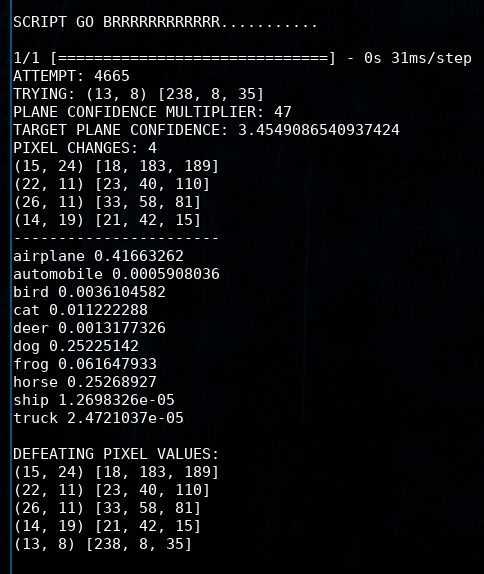 SCRIPT GO BRRRRRRRRRRRRR...........
1/1 [==============================] - 0s 31ms/step
ATTEMPT: 4665
TRYING: (13, 8) [238, 8, 35]
PLANE CONFIDENCE MULTIPLIER: 47
TARGET PLANE CONFIDENCE: 3.4549086540937424
PIXEL CHANGES: 4
(15, 24) [18, 183, 189]
(22, 11) [23, 40, 110]
(26, 11) [33, 58, 81]
(14, 19) [21, 42, 15]
-----------------------
airplane 0.41663262
automobile 0.0005908036
bird 0.0036104582
cat 0.011222288
deer 0.0013177326
dog 0.25225142
frog 0.061647933
horse 0.25268927
ship 1.2698326e-05
truck 2.4721037e-05
DEFEATING PIXEL VALUES:
(15, 24) [18, 183, 189]
(22, 11) [23, 40, 110]
(26, 11) [33, 58, 81]
(14, 19) [21, 42, 15]
(13, 8) [238, 8, 35]